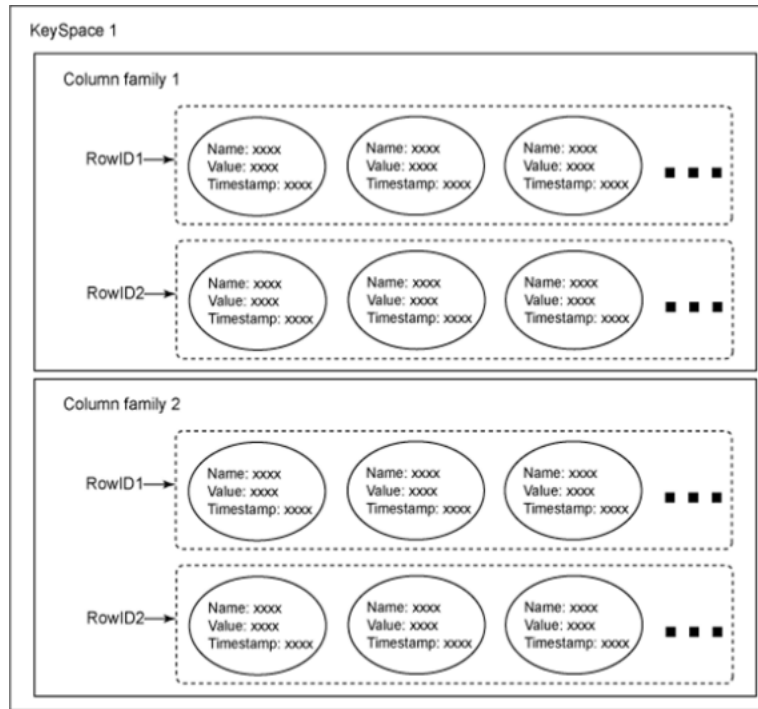 KeySpace 1
Column family 1
RowID1
Name: xxxx
Value: xxxx
Timestamp: xxxx
Name: xxxx
Value: xxxx
Timestamp: xxxx
Name: xxxx
Value: xxxx
Timestamp: xxxx
RowID2
Name: xxxx
Value: xxxx
Timestamp: xxxx
Name: xxxx
Value: xxxx
Timestamp: xxxx
Name: xxxx
Value: xxxx
Timestamp: xxxx
Column family 2
RowID1
Name: xxxx
Value: xxxx
Timestamp: xxxx
Name: xxxx
Value: xxxx
Timestamp: xxxx
Name: xxxx
Value: xxxx
Timestamp: xxxx
RowID2
Name: xxxx
Value: xxxx
Timestamp: xxxx
Name: xxxx
Value: xxxx
Timestamp: xxxx
Name: xxxx
Value: xxxx
Timestamp: xxxx